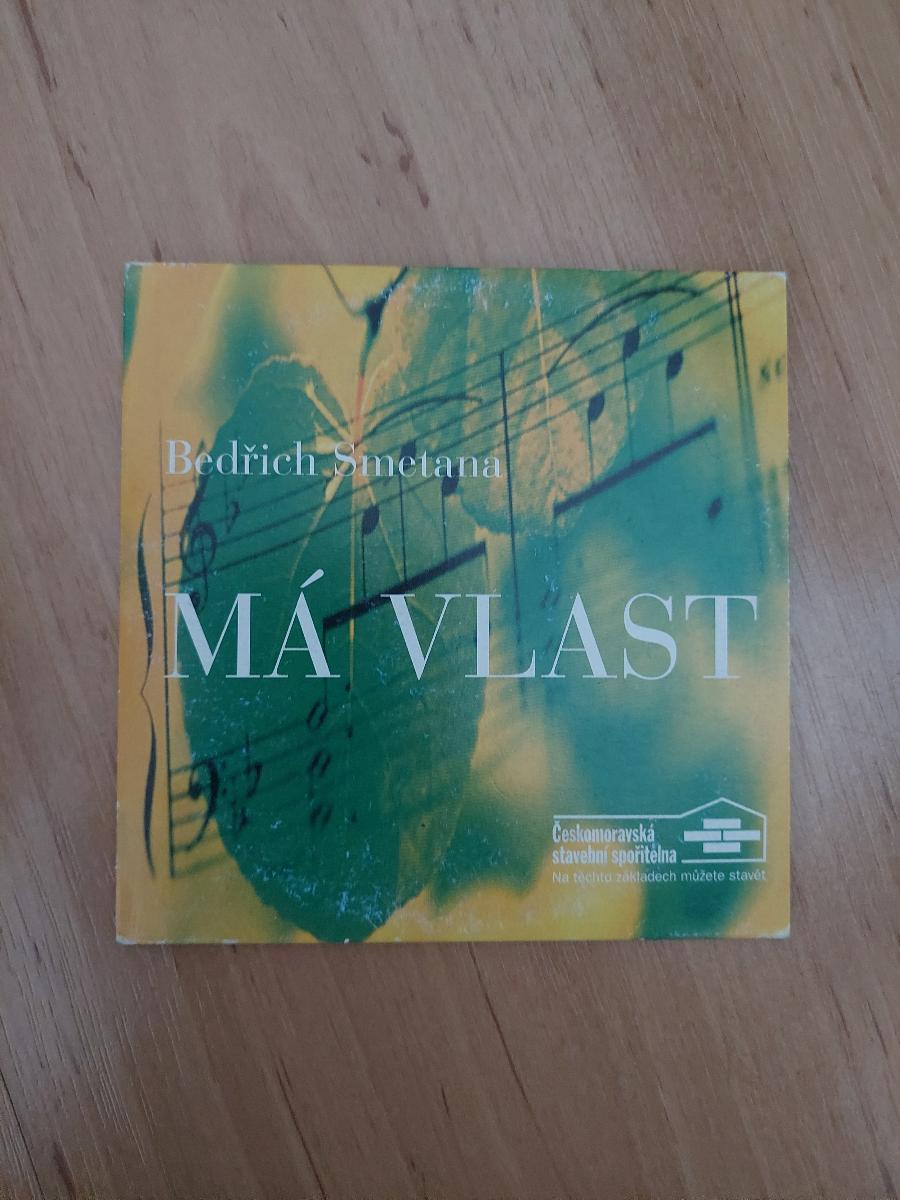 Bedřich Smetana
MÁ VLAST
Českomoravská
stavební spořitelna
Na těchto základech můžete stavět